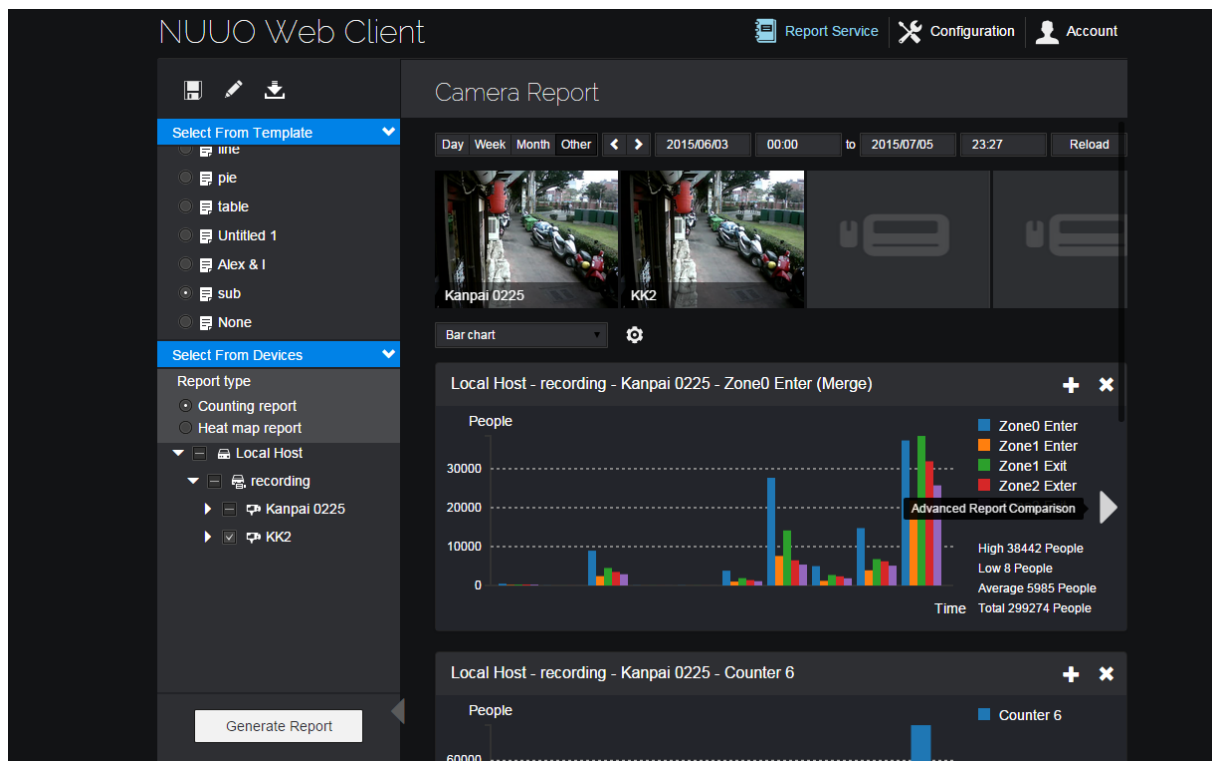 NUUO Web Client
Report Service
Configuration
Account
Select From Template
line
pie
table
Untitled 1
Alex & I
sub
None
Select From Devices
Report type
Counting report
Heat map report
Local Host
recording
Kanpai 0225
KK2
Generate Report
Camera Report
Day Week Month Other 2015/06/03 00:00 to 2015/07/05 23:27 Reload
Kanpai 0225
KK2
Bar chart
Local Host - recording - Kanpai 0225 - Zone0 Enter (Merge)
People
30000
20000
10000
0
Time
Zone0 Enter
Zone1 Enter
Zone1 Exit
Zone2 Exter
Advanced Report Comparison
High 38442 People
Low 8 People
Average 5985 People
Total 299274 People
Local Host - recording - Kanpai 0225 - Counter 6
People
60000
Counter 6